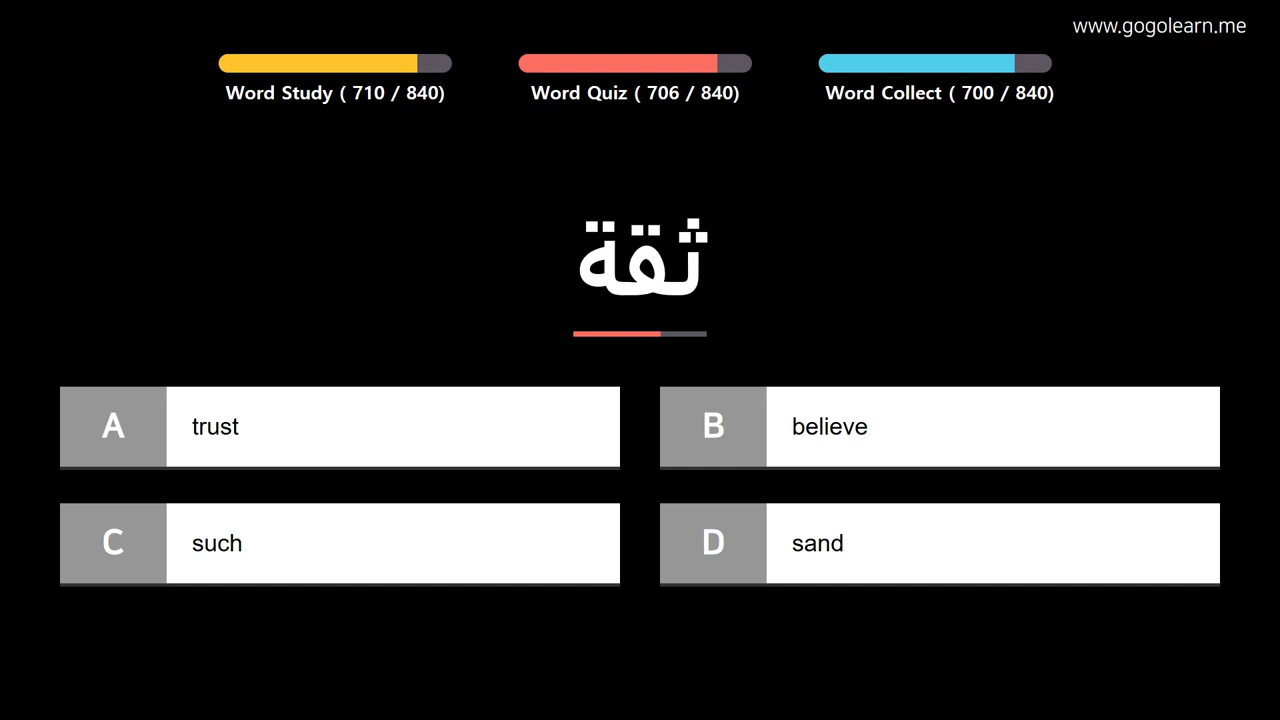 www.gogolearn.me
Word Study ( 710 / 840)
Word Quiz ( 706 / 840)
Word Collect ( 700 / 840)
ثقة
A trust
B believe
C such
D sand